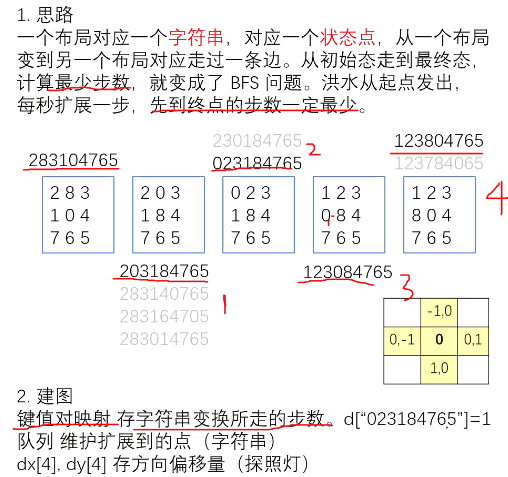 1. 思路
一个布局对应一个字符串，对应一个状态点，从一个布局
变到另一个布局对应走过一条边。从初始态走到最终态，
计算最少步数，就变成了 BFS 问题。洪水从起点发出，
每秒扩展一步，先到终点的步数一定最少。
230184765
283104765 023184765 2 123804765
123784065
2 8 3 2 0 3 0 2 3 1 2 3 1 2 3 4
1 0 4 1 8 4 1 8 4 0 8 4 8 0 4
7 6 5 7 6 5 7 6 5 7 6 5 7 6 5
203184765 1 123084765 3
283140765
283164705
283014765
-1,0
0,-1 0 0,1
1,0
2. 建图
键值对映射 存字符串变换所走的步数。d["023184765"]=1
队列 维护扩展到的点（字符串）
dx[4], dy[4] 存方向偏移量（探照灯）